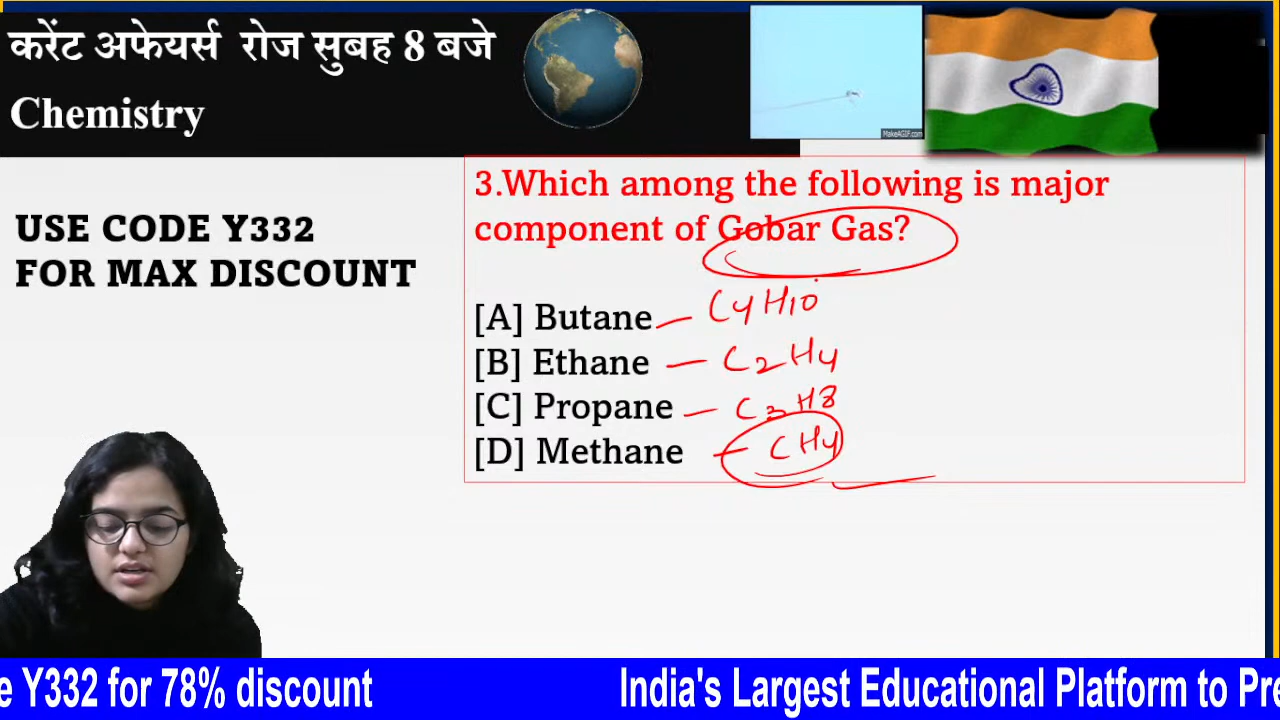 करेंट अफेयर्स रोज सुबह 8 बजे
Chemistry
MakeAGIF.com
USE CODE Y332
FOR MAX DISCOUNT
3.Which among the following is major
component of Gobar Gas?
[A] Butane — C4H10
[B] Ethane — C2H4
[C] Propane — C3H8
[D] Methane — CH4
e Y332 for 78% discount India's Largest Educational Platform to Pre